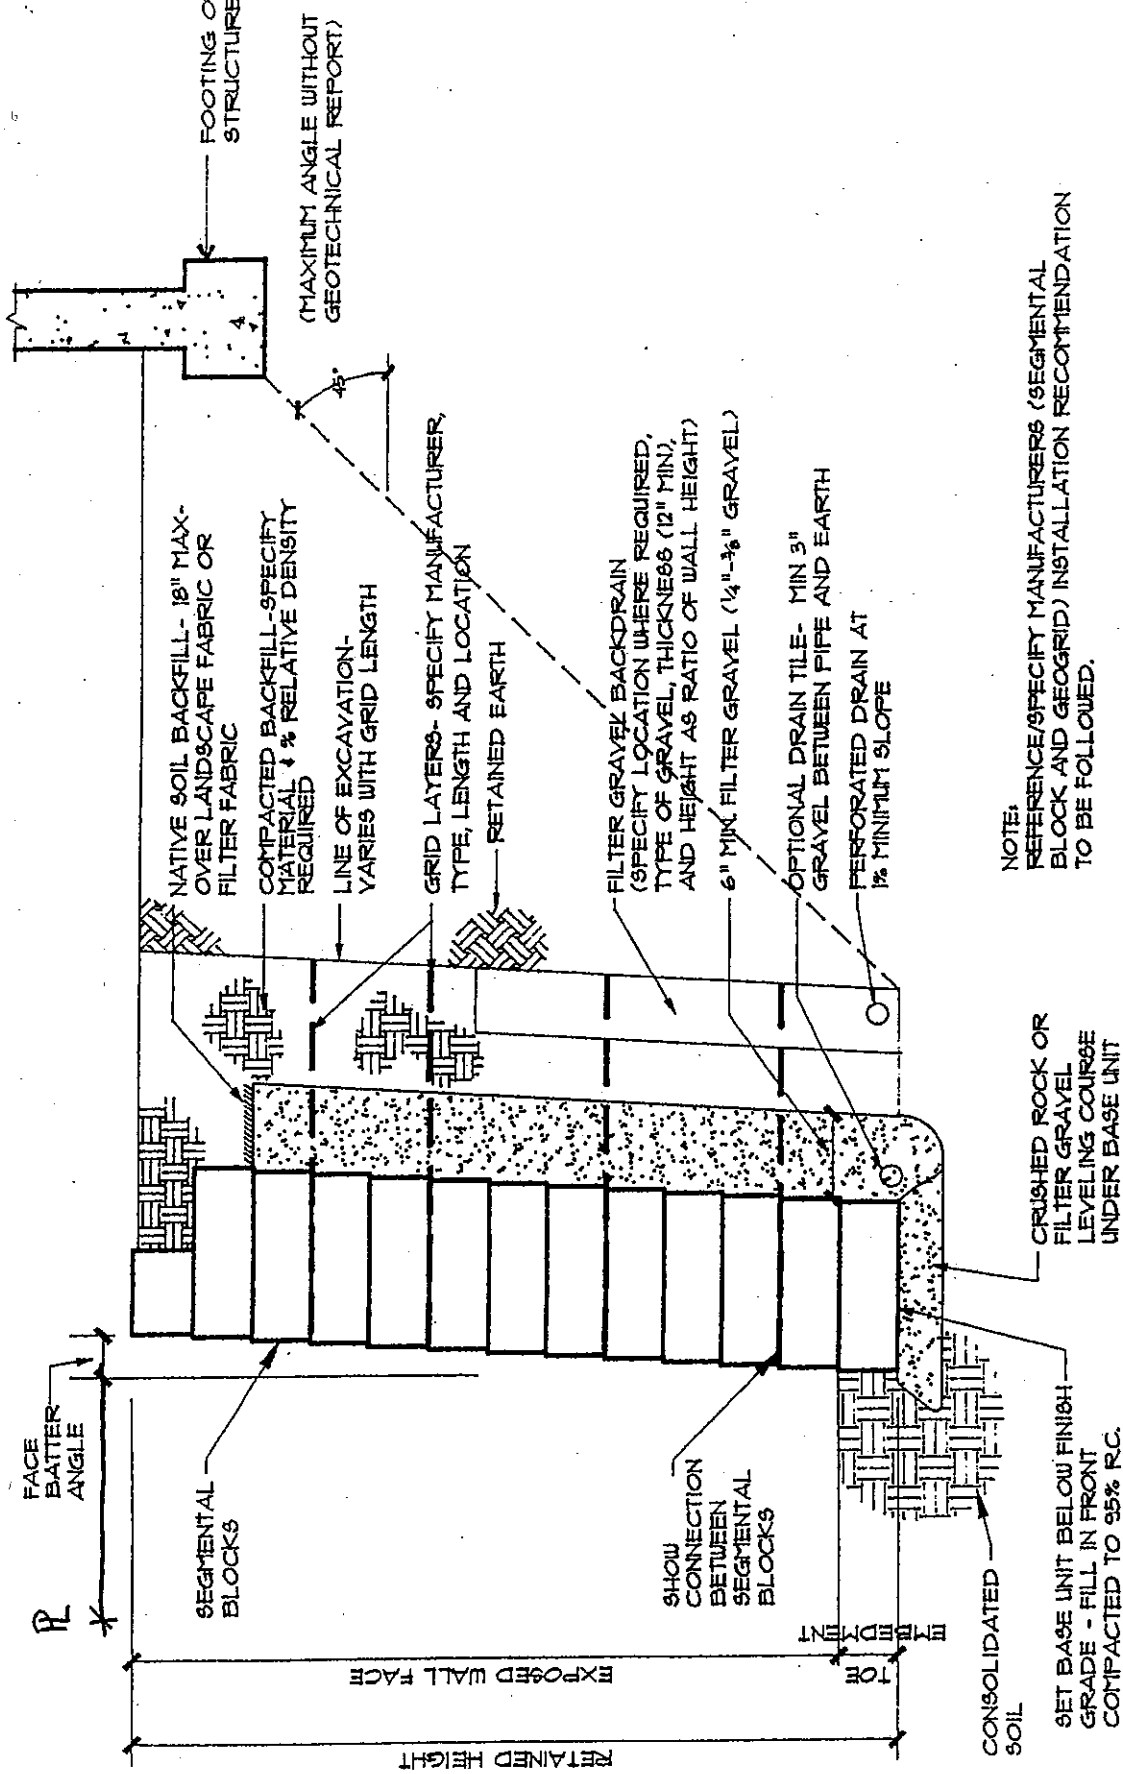 FACE
BATTER
ANGLE
PL
SEGMENTAL
BLOCKS
SHOW
CONNECTION
BETWEEN
SEGMENTAL
BLOCKS
RETAINED HEIGHT
EXPOSED WALL FACE
TOE
EMBEDMENT
CONSOLIDATED
SOIL
SET BASE UNIT BELOW FINISH
GRADE - FILL IN FRONT
COMPACTED TO 95% R.C.
CRUSHED ROCK OR
FILTER GRAVEL
LEVELING COURSE
UNDER BASE UNIT
NATIVE SOIL BACKFILL- 18" MAX-
OVER LANDSCAPE FABRIC OR
FILTER FABRIC
COMPACTED BACKFILL-SPECIFY
MATERIAL & % RELATIVE DENSITY
REQUIRED
LINE OF EXCAVATION-
VARIES WITH GRID LENGTH
GRID LAYERS- SPECIFY MANUFACTURER,
TYPE, LENGTH AND LOCATION
RETAINED EARTH
FILTER GRAVEL BACKDRAIN
(SPECIFY LOCATION WHERE REQUIRED,
TYPE OF GRAVEL, THICKNESS (12" MIN),
AND HEIGHT AS RATIO OF WALL HEIGHT)
6" MIN. FILTER GRAVEL (1/4"-3/8" GRAVEL)
OPTIONAL DRAIN TILE- MIN 3"
GRAVEL BETWEEN PIPE AND EARTH
PERFORATED DRAIN AT
1% MINIMUM SLOPE
45°
(MAXIMUM ANGLE WITHOUT
GEOTECHNICAL REPORT)
FOOTING O
STRUCTURE
NOTE:
REFERENCE/SPECIFY MANUFACTURERS (SEGMENTAL
BLOCK AND GEOGRID) INSTALLATION RECOMMENDATION
TO BE FOLLOWED.